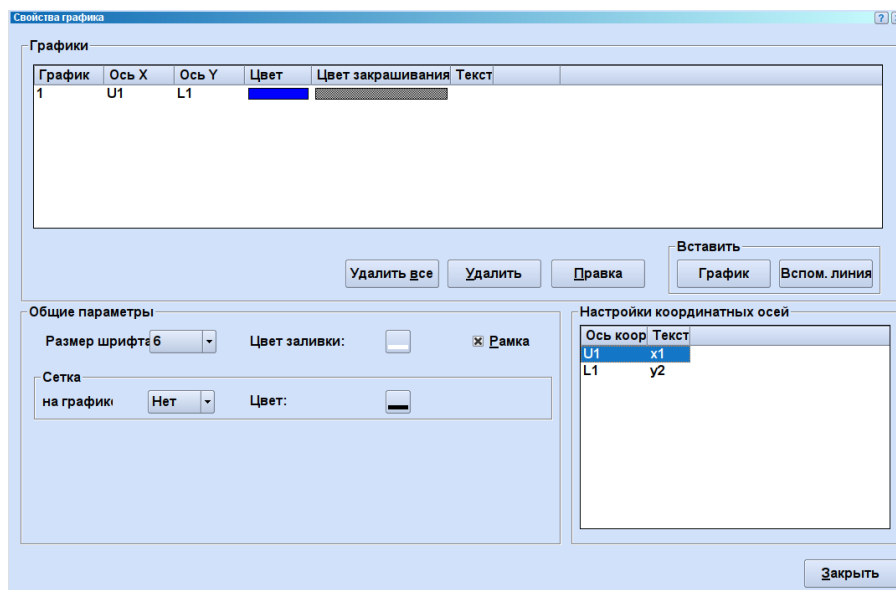 Свойства графика
Графики
График Ось X Ось Y Цвет Цвет закрашивания Текст
1 U1 L1
Вставить
Удалить все Удалить Правка График Вспом. линия
Общие параметры
Размер шрифта 6 Цвет заливки: Рамка
Сетка
на график Нет Цвет:
Настройки координатных осей
Ось коор Текст
U1 x1
L1 y2
Закрыть